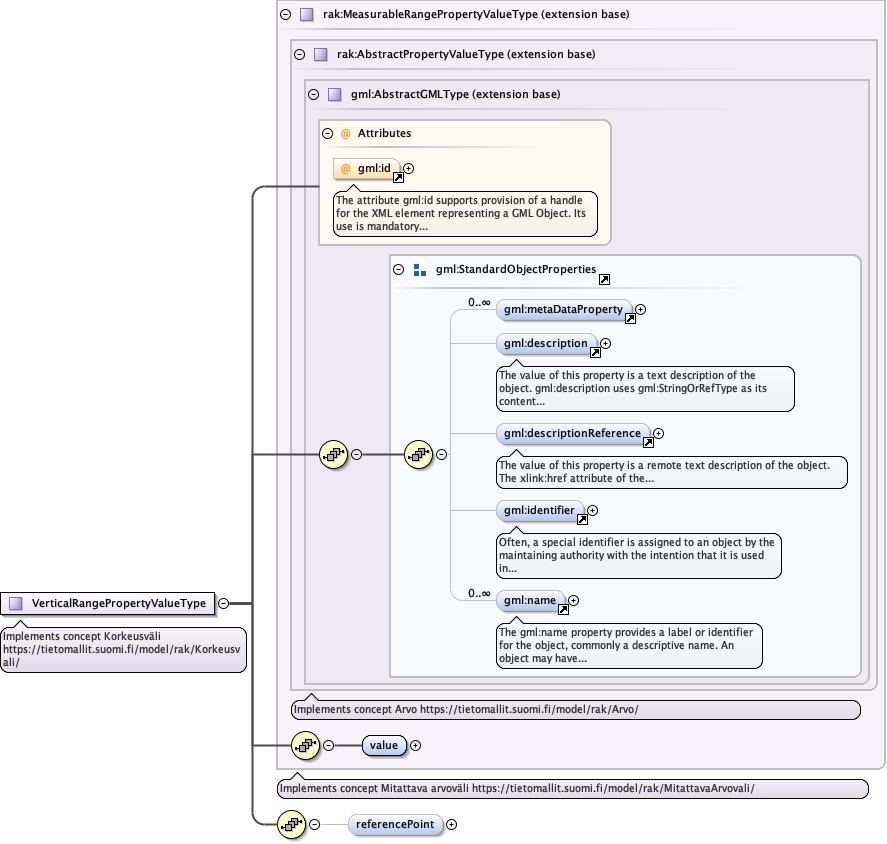 rak:MeasurableRangePropertyValueType (extension base)
rak:AbstractPropertyValueType (extension base)
gml:AbstractGMLType (extension base)
@ Attributes
@ gml:id
The attribute gml:id supports provision of a handle
for the XML element representing a GML Object. Its
use is mandatory...
gml:StandardObjectProperties
0..∞
gml:metaDataProperty
gml:description
The value of this property is a text description of the
object. gml:description uses gml:StringOrRefType as its
content...
gml:descriptionReference
The value of this property is a remote text description of the object.
The xlink:href attribute of the...
gml:identifier
Often, a special identifier is assigned to an object by the
maintaining authority with the intention that it is used
in...
0..∞
gml:name
The gml:name property provides a label or identifier
for the object, commonly a descriptive name. An
object may have...
VerticalRangePropertyValueType
Implements concept Korkeusväli
https://tietomallit.suomi.fi/model/rak/Korkeusv
ali/
Implements concept Arvo https://tietomallit.suomi.fi/model/rak/Arvo/
value
Implements concept Mitattava arvoväli https://tietomallit.suomi.fi/model/rak/MitattavaArvovali/
referencePoint